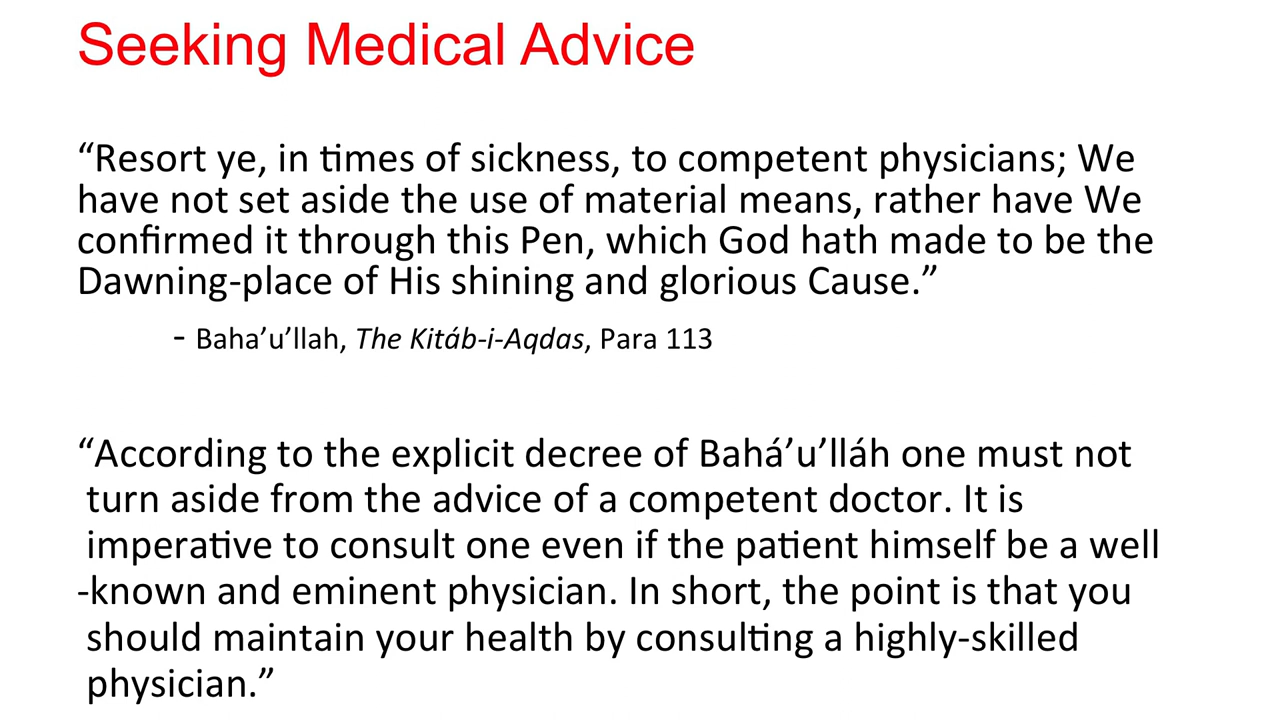 Seeking Medical Advice
“Resort ye, in times of sickness, to competent physicians; We
have not set aside the use of material means, rather have We
confirmed it through this Pen, which God hath made to be the
Dawning-place of His shining and glorious Cause.”
- Baha’u’llah, The Kitáb-i-Aqdas, Para 113
“According to the explicit decree of Bahá’u’lláh one must not
turn aside from the advice of a competent doctor. It is
imperative to consult one even if the patient himself be a well
-known and eminent physician. In short, the point is that you
should maintain your health by consulting a highly-skilled
physician.”